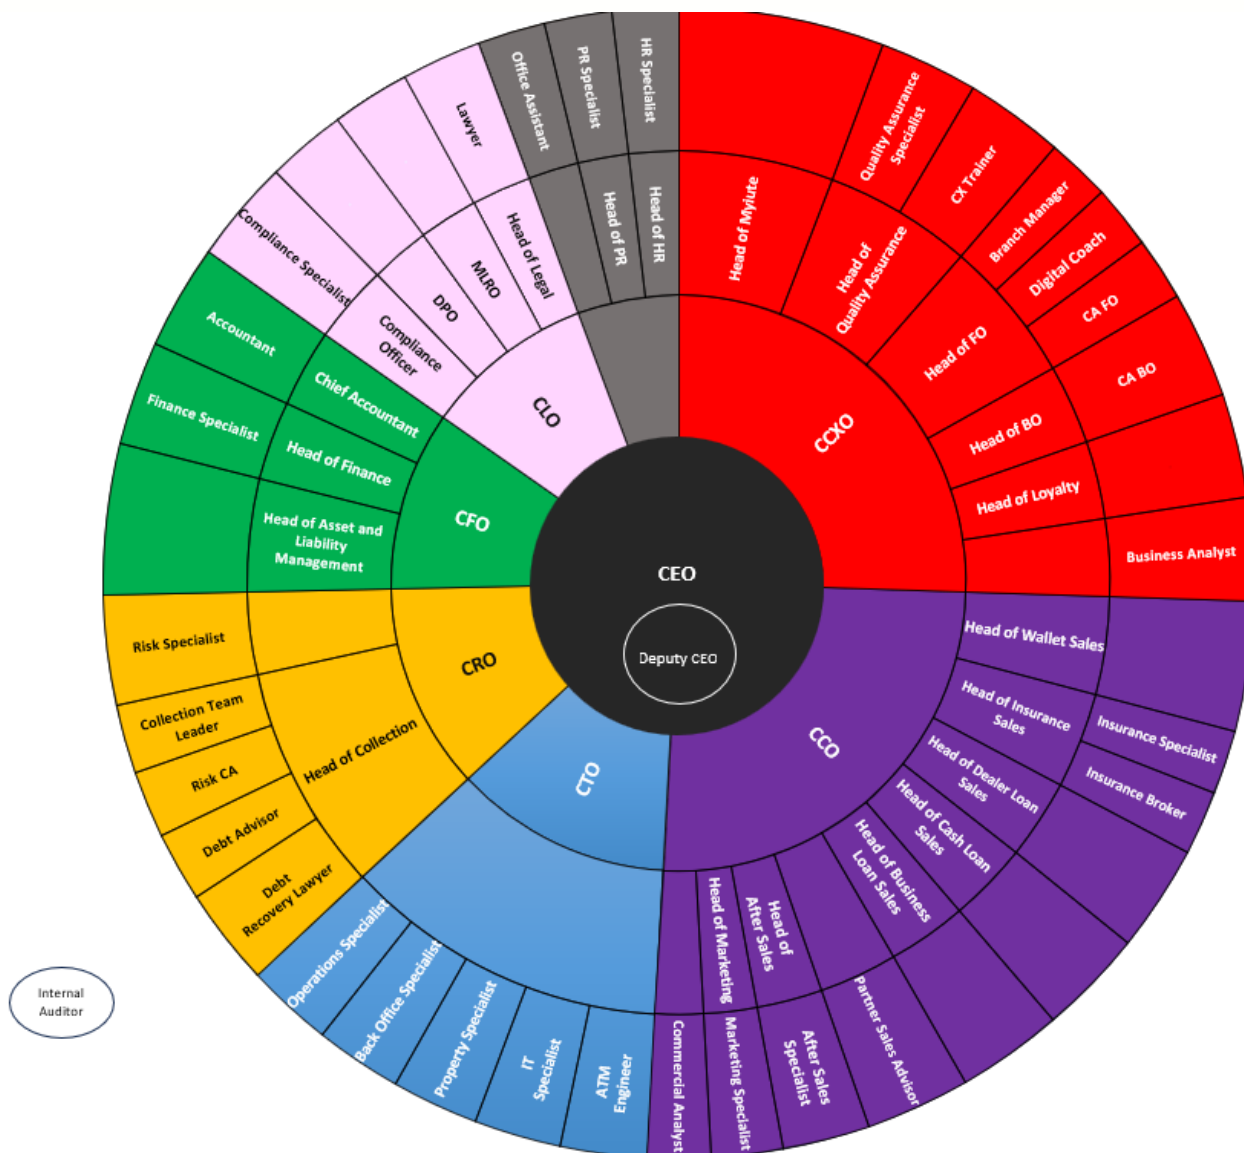 CEO
Deputy CEO
CCXO
Head of Mylute
Head of
Quality Assurance
Quality Assurance
Specialist
CX Trainer
Head of FO
Branch Manager
Digital Coach
CA FO
Head of BO
CA BO
Head of Loyalty
Business Analyst
CCO
Head of Wallet Sales
Head of Insurance
Sales
Insurance Specialist
Insurance Broker
Head of Dealer Loan
Sales
Head of Cash Loan
Sales
Head of Business
Loan Sales
Partner Sales Advisor
Head of
After Sales
After Sales
Specialist
Head of Marketing
Marketing Specialist
Commercial Analyst
CTO
ATM
Engineer
IT
Specialist
Property Specialist
Back Office Specialist
Operations Specialist
CRO
Head of Collection
Debt
Recovery Lawyer
Debt Advisor
Risk CA
Collection Team
Leader
Risk Specialist
CFO
Head of Asset and
Liability
Management
Head of Finance
Finance Specialist
Chief Accountant
Accountant
CLO
Compliance
Officer
Compliance Specialist
DPO
MLRO
Head of Legal
Lawyer
Office Assistant
Head of PR
PR Specialist
Head of HR
HR Specialist
Internal
Auditor